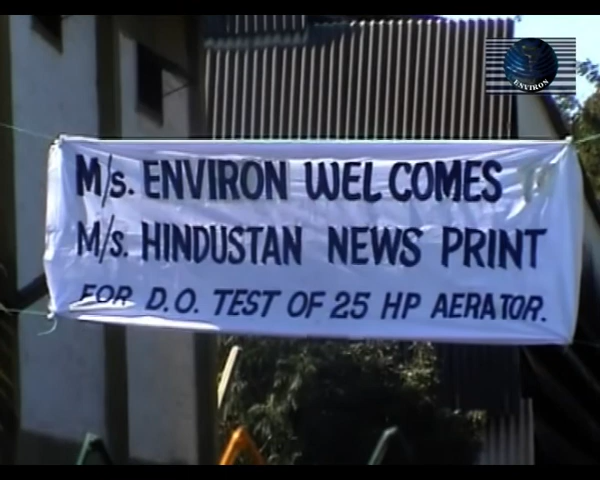 ENVIRON
M/s. ENVIRON WELCOMES
M/s. HINDUSTAN NEWS PRINT
FOR D.O. TEST OF 25 HP AERATOR.